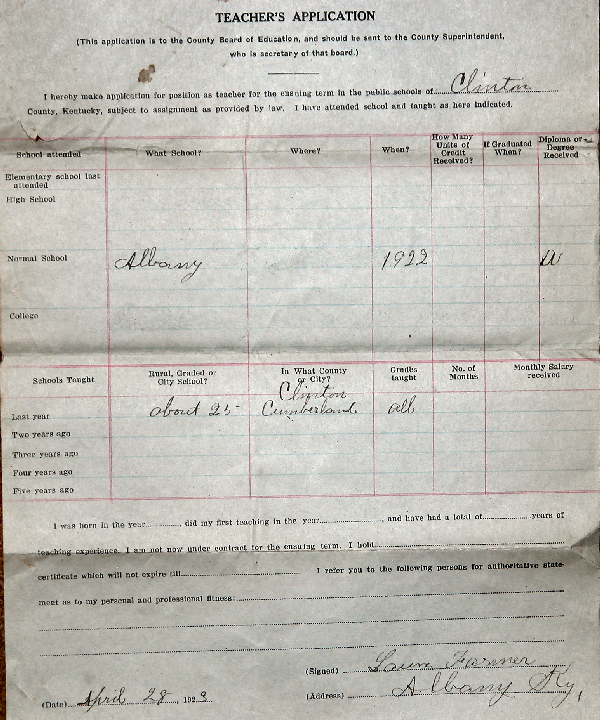 TEACHER'S APPLICATION
(This application is to the County Board of Education, and should be sent to the County Superintendent,
who is secretary of that board.)
I hereby make application for position as teacher for the ensuing term in the public schools of Clinton
County, Kentucky, subject to assignment as provided by law. I have attended school and taught as here indicated.
School attended What School? Where? When? How Many Units of Credit Received? If Graduated When? Diploma or Degree Received
Elementary school last attended
High School
Normal School Albany 1922
College
Schools Taught Rural, Graded or City School? In What County or City? Grades taught No. of Months Monthly Salary received
Clinton
Last year about 25 Cumberland all
Two years ago
Three years ago
Four years ago
Five years ago
I was born in the year, did my first teaching in the year, and have had a total of years of
teaching experience. I am not now under contract for the ensuing term. I hold
certificate which will not expire till I refer you to the following persons for authoritative state-
ment as to my personal and professional fitness:
(Signed) Farmer
(Date) April 28, 1923 (Address) Albany Ky,